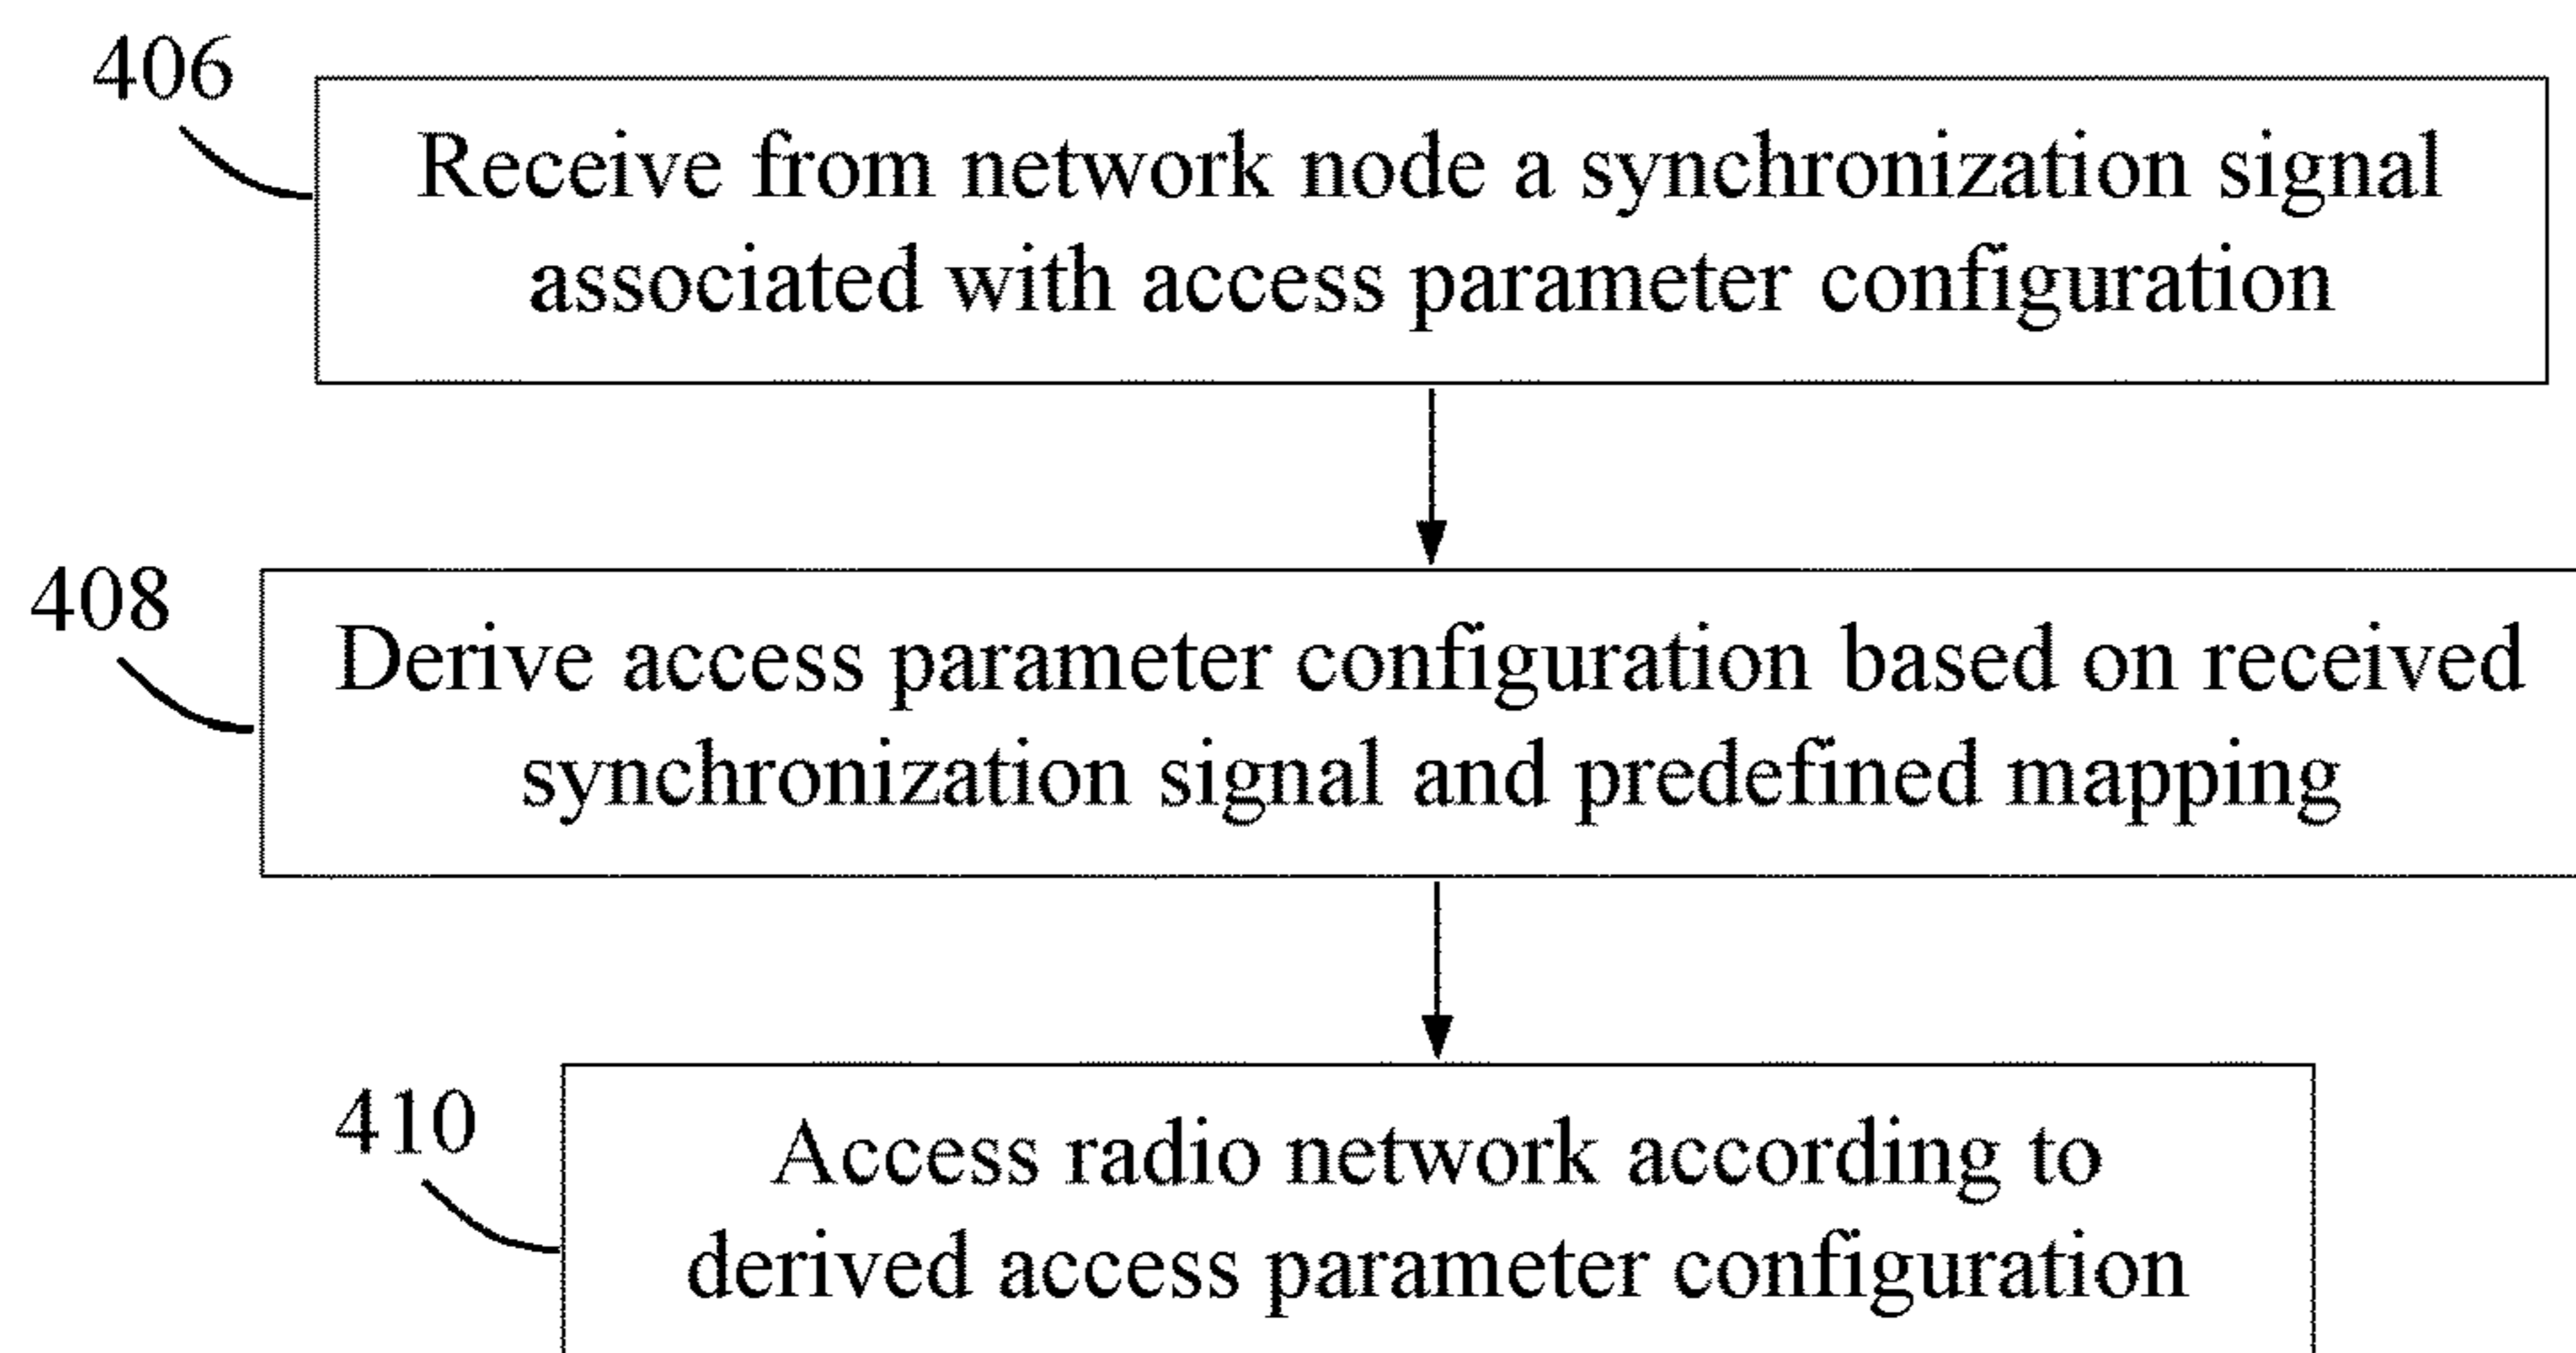 406
Receive from network node a synchronization signal
associated with access parameter configuration
408
Derive access parameter configuration based on received
synchronization signal and predefined mapping
410
Access radio network according to
derived access parameter configuration